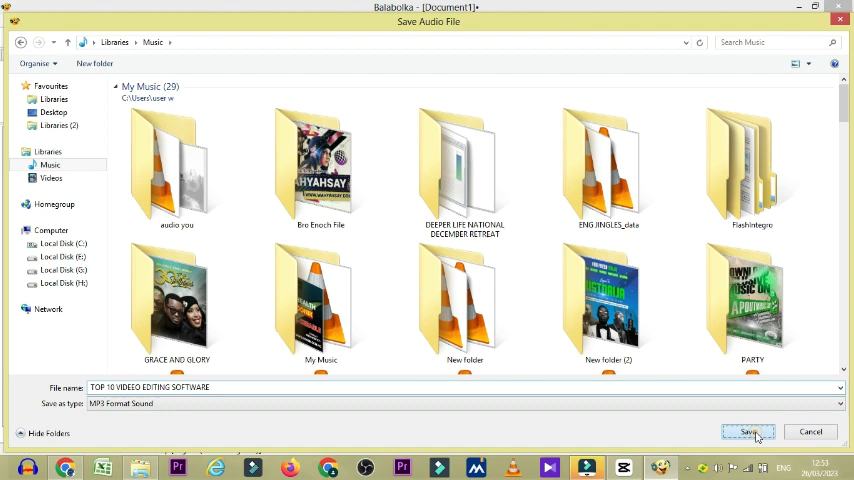 Balabolka - [Document1]•
Save Audio File
Libraries
Music
Search Music
Organise
New folder
Favourites
Libraries
Desktop
Libraries (2)
Libraries
Music
Videos
Homegroup
Computer
Local Disk (C:)
Local Disk (E:)
Local Disk (G:)
Local Disk (H:)
Network
My Music (29)
C:\Users\user w
audio you
Bro Enoch File
DEEPER LIFE NATIONAL
DECEMBER RETREAT
ENG JINGLES_data
FlashIntegro
GRACE AND GLORY
My Music
New folder
New folder (2)
PARTY
File name:
TOP 10 VIDEEO EDITING SOFTWARE
Save as type:
MP3 Format Sound
Hide Folders
Save
Cancel
ENG
12:53
26/03/2023